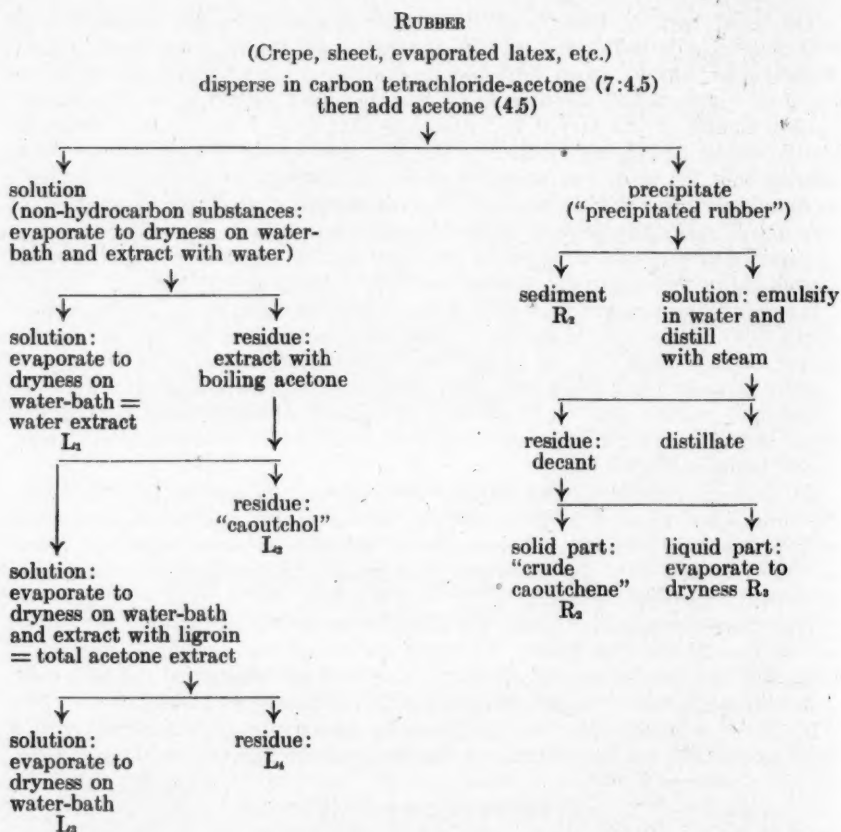 RUBBER
(Crepe, sheet, evaporated latex, etc.)
disperse in carbon tetrachloride-acetone (7:4.5)
then add acetone (4.5)
solution
(non-hydrocarbon substances:
evaporate to dryness on water-
bath and extract with water)
precipitate
("precipitated rubber")
solution:
evaporate to
dryness on
water-bath =
water extract
L₁
residue:
extract with
boiling acetone
sediment
R₂
solution: emulsify
in water and
distill
with steam
residue:
"caoutchol"
L₂
residue:
decant
distillate
solution:
evaporate to
dryness on water-bath
and extract with ligroin
= total acetone extract
solid part:
"crude
caoutchene"
R₂
liquid part:
evaporate to
dryness R₃
solution:
evaporate to
dryness on
water-bath
L₃
residue:
L₄